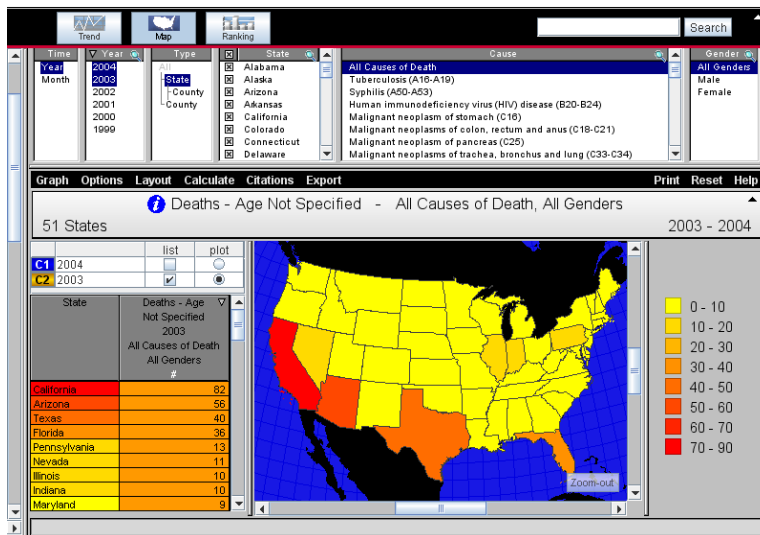 Trend Map Ranking Search
Time Year Type State Cause Gender
Year 2004 All Alabama All Causes of Death All Genders
Month 2003 State Alaska Tuberculosis (A16-A19) Male
2002 County Arizona Syphilis (A50-A53) Female
2001 County Arkansas Human immunodeficiency virus (HIV) disease (B20-B24)
2000 California Malignant neoplasm of stomach (C16)
1999 Colorado Malignant neoplasms of colon, rectum and anus (C18-C21)
Connecticut Malignant neoplasms of pancreas (C25)
Delaware Malignant neoplasms of trachea, bronchus and lung (C33-C34)
Graph Options Layout Calculate Citations Export Print Reset Help
i Deaths - Age Not Specified - All Causes of Death, All Genders
51 States 2003 - 2004
list plot
C1 2004
C2 2003
State Deaths - Age
Not Specified
2003
All Causes of Death
All Genders
#
California 82
Arizona 56
Texas 40
Florida 36
Pennsylvania 13
Nevada 11
Illinois 10
Indiana 10
Maryland 9
Zoom-out
0 - 10
10 - 20
20 - 30
30 - 40
40 - 50
50 - 60
60 - 70
70 - 90